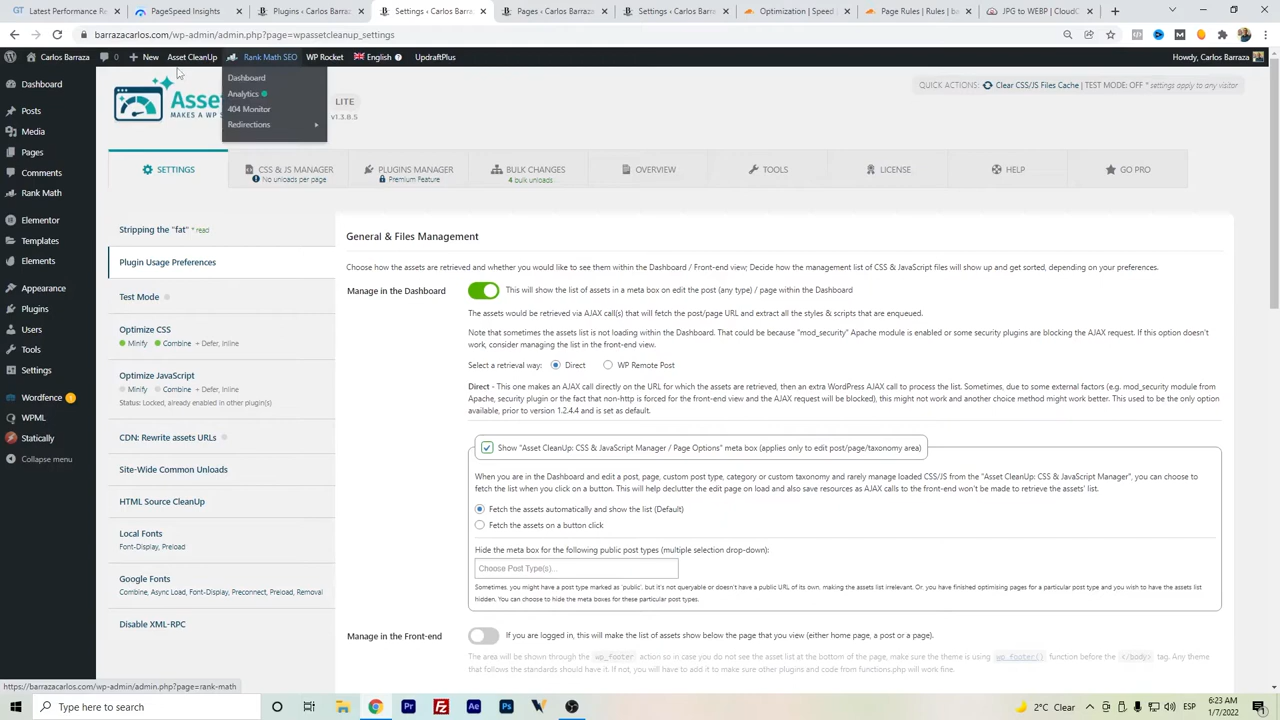 GT Latest Performance Re
PageSpeed Insights
Plugins ‹ Carlos Barraza
Settings ‹ Carlos Barra
Pages ‹ Carlos Barraza
Settings ‹ Carlos Barra
Optimization | Speed |
Page Rules | Rules | ba
JPG to WEBP | CloudC
barrazacarlos.com/wp-admin/admin.php?page=wpassetcleanup_settings
Carlos Barraza
0
New
Asset CleanUp
Rank Math SEO
WP Rocket
English
UpdraftPlus
Howdy, Carlos Barraza
Dashboard
Posts
Media
Pages
Comments
Rank Math
Elementor
Templates
Elements
Appearance
Plugins
Users
Tools
Settings
Wordfence
WPML
Statically
Collapse menu
Dashboard
Analytics
404 Monitor
Redirections
Asse
MAKES A WP S
LITE
v1.3.8.5
QUICK ACTIONS: Clear CSS/JS Files Cache | TEST MODE: OFF * settings apply to any visitor
SETTINGS
CSS & JS MANAGER
No unloads per page
PLUGINS MANAGER
Premium Feature
BULK CHANGES
4 bulk unloads
OVERVIEW
TOOLS
LICENSE
HELP
GO PRO
Stripping the "fat" * read
Plugin Usage Preferences
Test Mode
Optimize CSS
Minify Combine + Defer, Inline
Optimize JavaScript
Minify Combine + Defer, Inline
Status: Locked, already enabled in other plugin(s)
CDN: Rewrite assets URLs
Site-Wide Common Unloads
HTML Source CleanUp
Local Fonts
Font-Display, Preload
Google Fonts
Combine, Async Load, Font-Display, Preconnect, Preload, Removal
Disable XML-RPC
General & Files Management
Choose how the assets are retrieved and whether you would like to see them within the Dashboard / Front-end view; Decide how the management list of CSS & JavaScript files will show up and get sorted, depending on your preferences.
Manage in the Dashboard
This will show the list of assets in a meta box on edit the post (any type) / page within the Dashboard
The assets would be retrieved via AJAX call(s) that will fetch the post/page URL and extract all the styles & scripts that are enqueued.
Note that sometimes the assets list is not loading within the Dashboard. That could be because "mod_security" Apache module is enabled or some security plugins are blocking the AJAX request. If this option doesn't
work, consider managing the list in the front-end view.
Select a retrieval way: Direct WP Remote Post
Direct - This one makes an AJAX call directly on the URL for which the assets are retrieved, then an extra WordPress AJAX call to process the list. Sometimes, due to some external factors (e.g. mod_security module from
Apache, security plugin or the fact that non-http is forced for the front-end view and the AJAX request will be blocked), this might not work and another choice method might work better. This used to be the only option
available, prior to version 1.2.4.4 and is set as default.
Show "Asset CleanUp: CSS & JavaScript Manager / Page Options" meta box (applies only to edit post/page/taxonomy area)
When you are in the Dashboard and edit a post, page, custom post type, category or custom taxonomy and rarely manage loaded CSS/JS from the "Asset CleanUp: CSS & JavaScript Manager", you can choose to
fetch the list when you click on a button. This will help declutter the edit page on load and also save resources as AJAX calls to the front-end won't be made to retrieve the assets' list.
Fetch the assets automatically and show the list (Default)
Fetch the assets on a button click
Hide the meta box for the following public post types (multiple selection drop-down):
Choose Post Type(s)...
Sometimes, you might have a post type marked as 'public', but it's not queryable or doesn't have a public URL of its own, making the assets list irrelevant. Or, you have finished optimising pages for a particular post type and you wish to have the assets
hidden. You can choose to hide the meta boxes for these particular post types.
Manage in the Front-end
If you are logged in, this will make the list of assets show below the page that you view (either home page, a post or a page).
The area will be shown through the wp_footer action so in case you do not see the asset list at the bottom of the page, make sure the theme is using wp_footer() function before the </body> tag. Any theme
that follows the standards should have it. If not, you will have to add it to make sure other plugins and code from functions.php will work fine.
https://barrazacarlos.com/wp-admin/admin.php?page=rank-math
Type here to search
2°C Clear
ESP
6:23 AM
1/7/2022